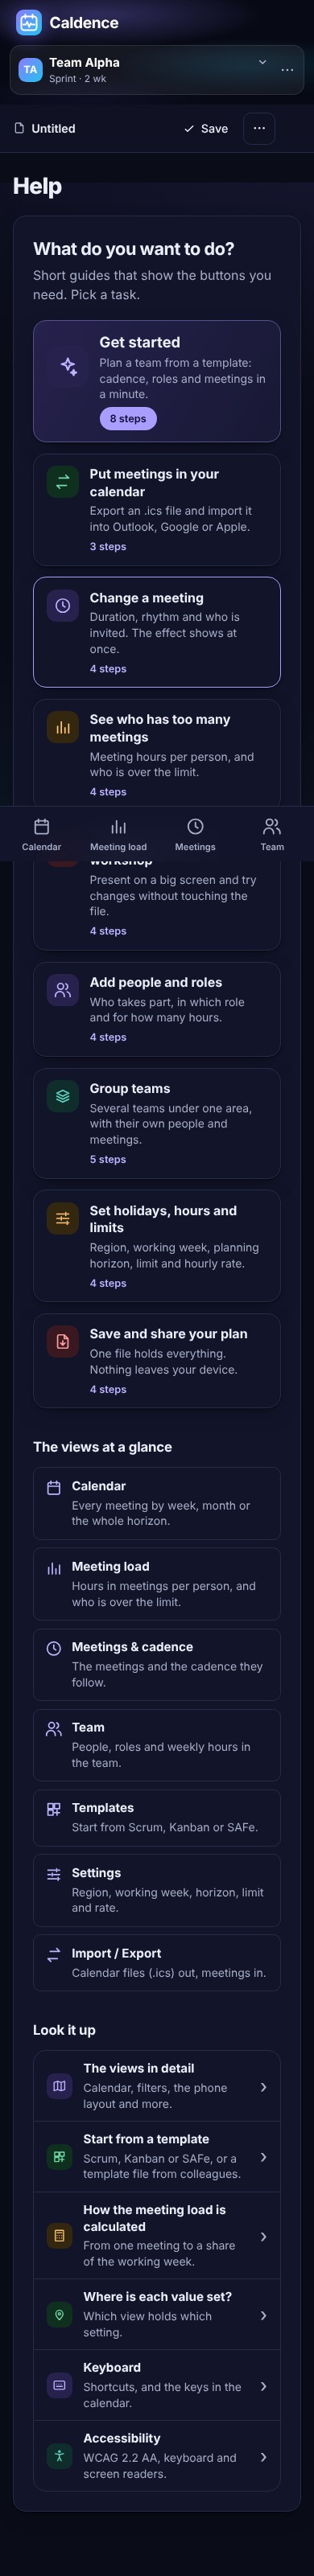 Caldence
TA
Team Alpha
Sprint · 2 wk
Untitled
Save
Help
What do you want to do?
Short guides that show the buttons you
need. Pick a task.
Get started
Plan a team from a template:
cadence, roles and meetings in
a minute.
8 steps
Put meetings in your
calendar
Export an .ics file and import it
into Outlook, Google or Apple.
3 steps
Change a meeting
Duration, rhythm and who is
invited. The effect shows at
once.
4 steps
See who has too many
meetings
Meeting hours per person, and
who is over the limit.
4 steps
Calendar
Meeting load
Meetings
Team
workshop
Present on a big screen and try
changes without touching the
file.
4 steps
Add people and roles
Who takes part, in which role
and for how many hours.
4 steps
Group teams
Several teams under one area,
with their own people and
meetings.
5 steps
Set holidays, hours and
limits
Region, working week, planning
horizon, limit and hourly rate.
4 steps
Save and share your plan
One file holds everything.
Nothing leaves your device.
4 steps
The views at a glance
Calendar
Every meeting by week, month or
the whole horizon.
Meeting load
Hours in meetings per person, and
who is over the limit.
Meetings & cadence
The meetings and the cadence they
follow.
Team
People, roles and weekly hours in
the team.
Templates
Start from Scrum, Kanban or SAFe.
Settings
Region, working week, horizon, limit
and rate.
Import / Export
Calendar files (.ics) out, meetings in.
Look it up
The views in detail
Calendar, filters, the phone
layout and more.
Start from a template
Scrum, Kanban or SAFe, or a
template file from colleagues.
How the meeting load is
calculated
From one meeting to a share
of the working week.
Where is each value set?
Which view holds which
setting.
Keyboard
Shortcuts, and the keys in the
calendar.
Accessibility
WCAG 2.2 AA, keyboard and
screen readers.